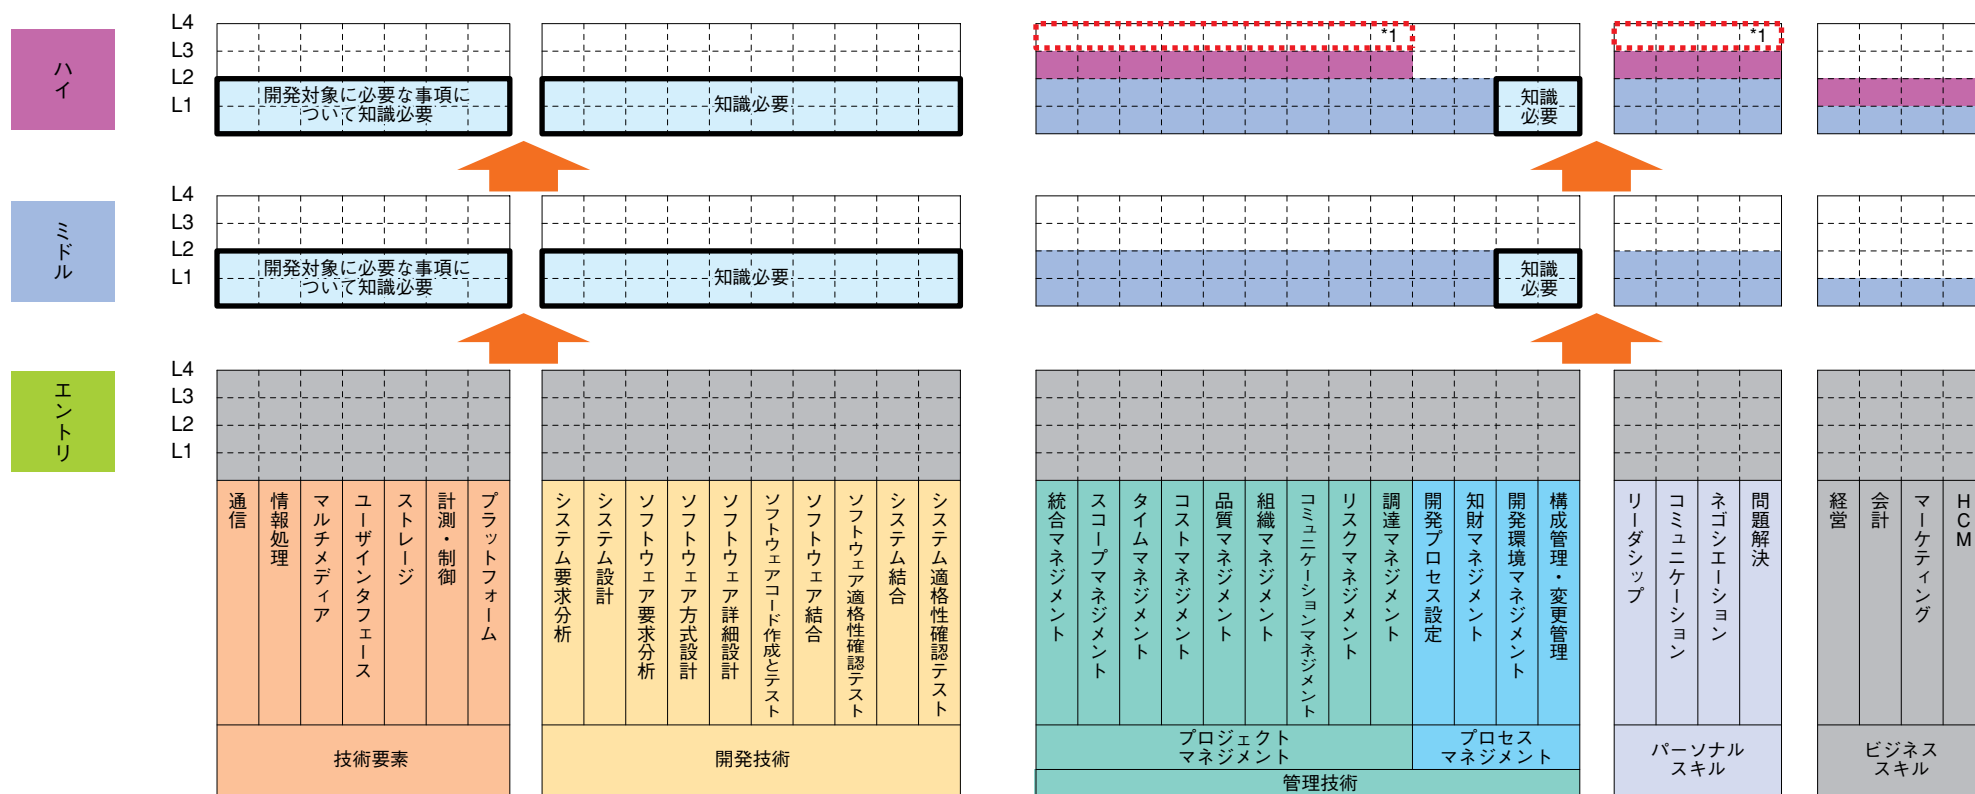 ハイ
L4
L3
L2
L1
開発対象に必要な事項に
ついて知識必要
知識必要
*1
知識
必要
*1
ミドル
L4
L3
L2
L1
開発対象に必要な事項に
ついて知識必要
知識必要
知識
必要
エントリ
L4
L3
L2
L1
通信
情報処理
マルチメディア
ユーザインタフェース
ストレージ
計測・制御
プラットフォーム
技術要素
システム要求分析
システム設計
ソフトウェア要求分析
ソフトウェア方式設計
ソフトウェア詳細設計
ソフトウェアコード作成とテスト
ソフトウェア結合
ソフトウェア適格性確認テスト
システム結合
システム適格性確認テスト
開発技術
統合マネジメント
スコープマネジメント
タイムマネジメント
コストマネジメント
品質マネジメント
組織マネジメント
コミュニケーションマネジメント
リスクマネジメント
調達マネジメント
プロジェクト
マネジメント
開発プロセス設定
知財マネジメント
開発環境マネジメント
構成管理・変更管理
プロセス
マネジメント
管理技術
リーダシップ
コミュニケーション
ネゴシエーション
問題解決
パーソナル
スキル
経営
会計
マーケティング
HCM
ビジネス
スキル